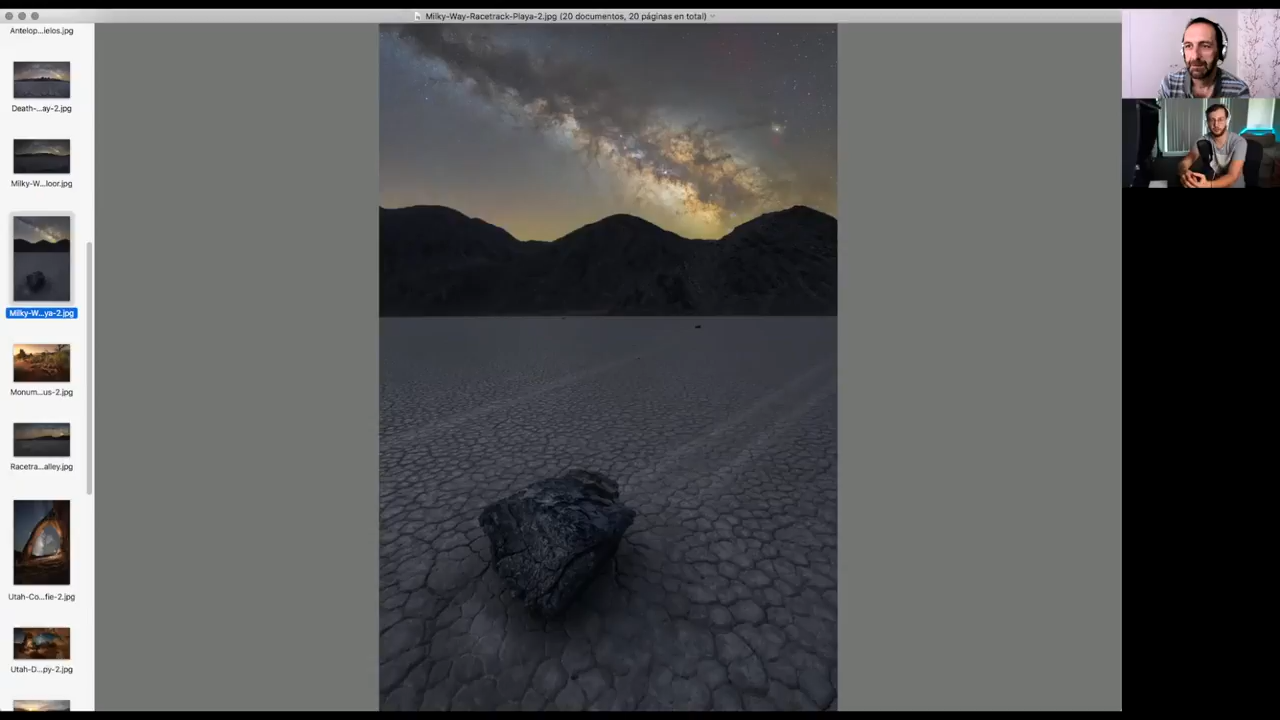 Milky-Way-Racetrack-Playa-2.jpg (20 documentos, 20 páginas en total)
Antelop...ielos.jpg
Death-...ay-2.jpg
Milky-W...loor.jpg
Milky-W...ya-2.jpg
Monum...us-2.jpg
Racetra...alley.jpg
Utah-Co...fie-2.jpg
Utah-D...py-2.jpg